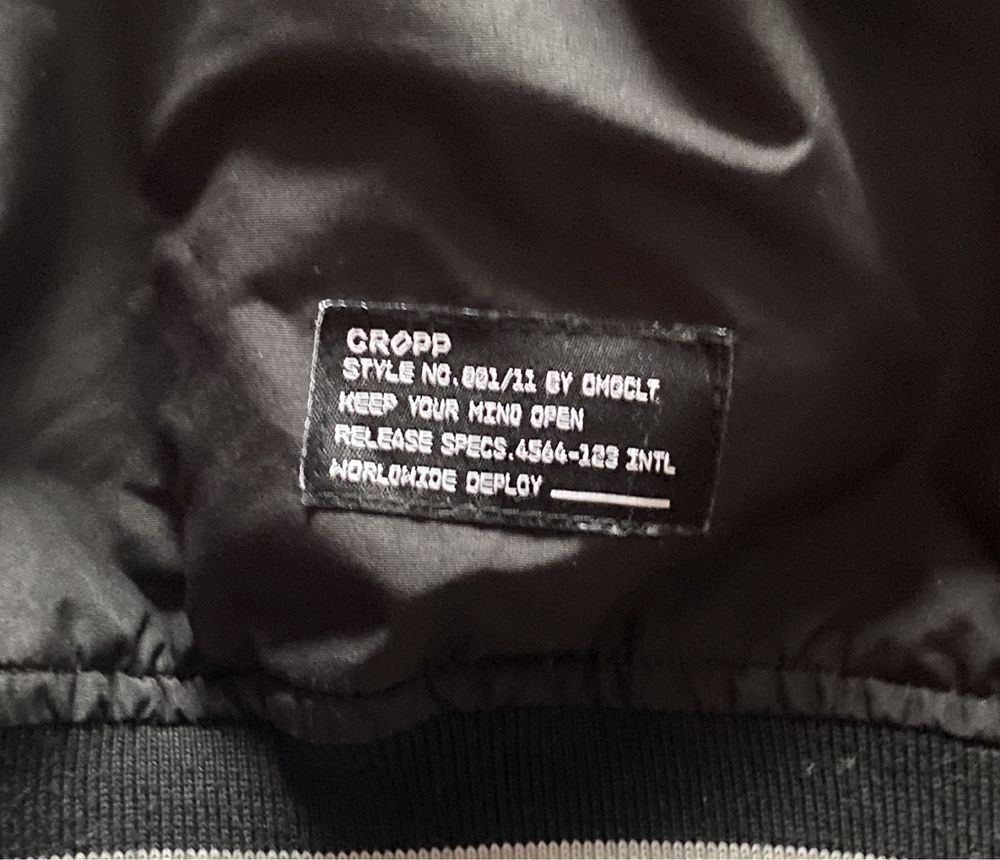 CROPP
STYLE NO.001/11 BY OMGCLT
KEEP YOUR MIND OPEN
RELEASE SPECS.4564-123 INTL
WORLDWIDE DEPLOY